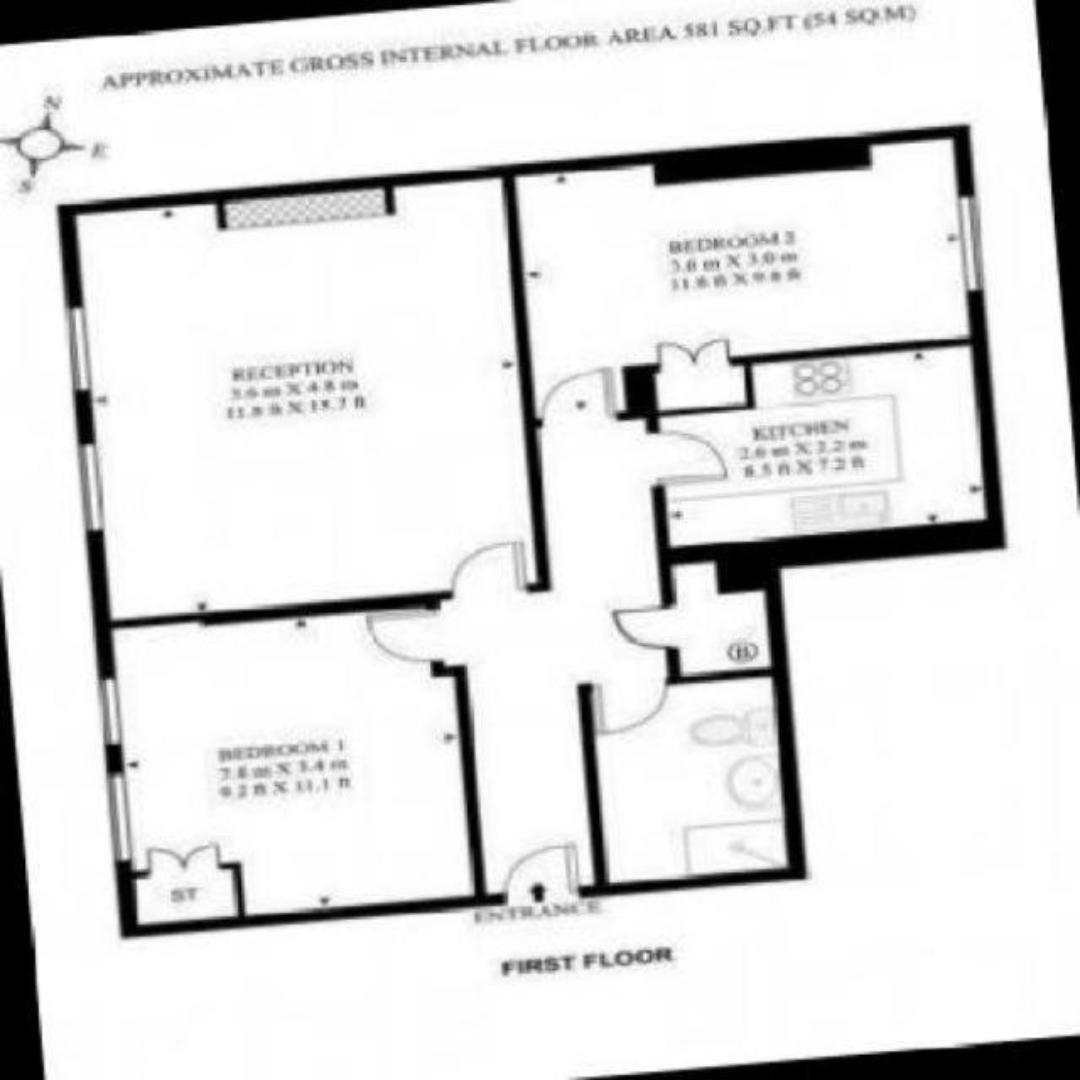 APPROXIMATE GROSS INTERNAL FLOOR AREA 581 SQ.FT (54 SQ.M)
N
E
S
BEDROOM 2
3.6 m X 3.0 m
11.8 ft X 9.8 ft
RECEPTION
3.6 m X 4.8 m
11.8 ft X 15.7 ft
KITCHEN
2.6 m X 2.2 m
8.5 ft X 7.2 ft
B
BEDROOM 1
2.8 m X 3.4 m
9.2 ft X 11.1 ft
ST
ENTRANCE
FIRST FLOOR